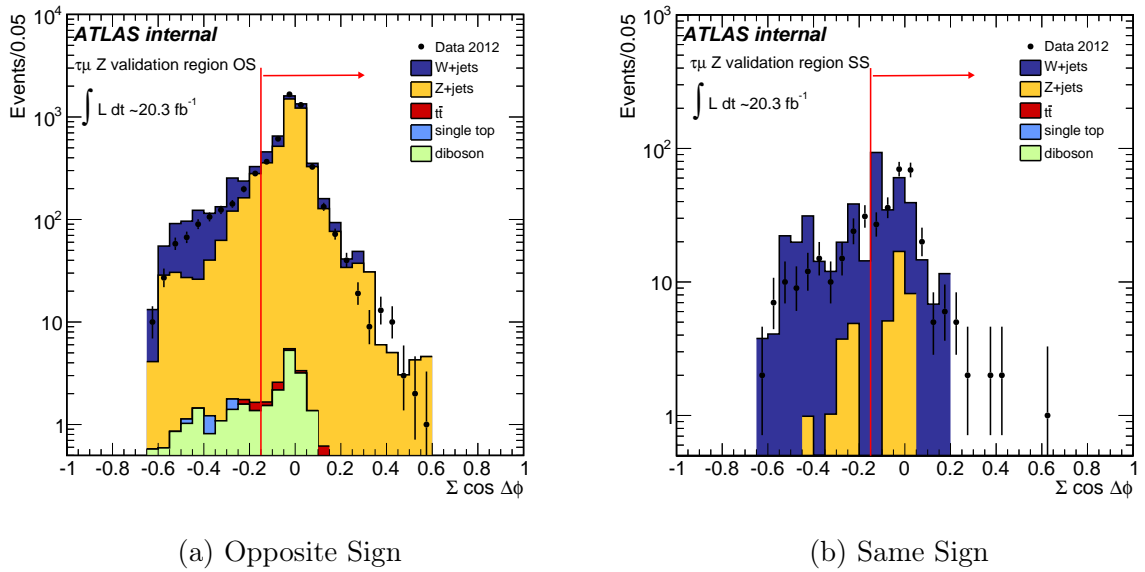 Events/0.05
ATLAS internal
τμ Z validation region OS
∫ L dt ~20.3 fb⁻¹
Data 2012
W+jets
Z+jets
tt̄
single top
diboson
10³
10²
10
1
-1 -0.8 -0.6 -0.4 -0.2 0 0.2 0.4 0.6 0.8 1
Σ cos Δϕ
(a) Opposite Sign
Events/0.05
ATLAS internal
τμ Z validation region SS
∫ L dt ~20.3 fb⁻¹
Data 2012
W+jets
Z+jets
tt̄
single top
diboson
10³
10²
10
1
-1 -0.8 -0.6 -0.4 -0.2 0 0.2 0.4 0.6 0.8 1
Σ cos Δϕ
(b) Same Sign